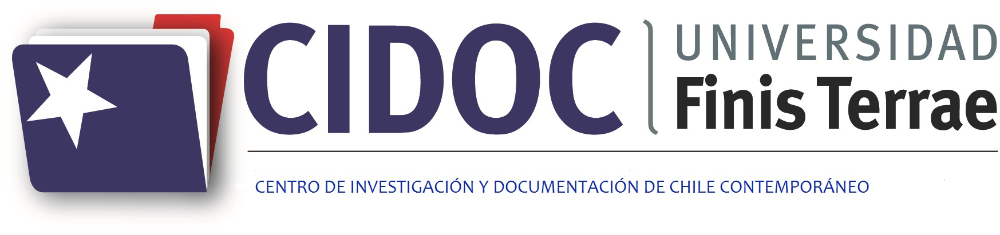 CIDOC
UNIVERSIDAD
Finis Terrae
CENTRO DE INVESTIGACIÓN Y DOCUMENTACIÓN DE CHILE CONTEMPORÁNEO